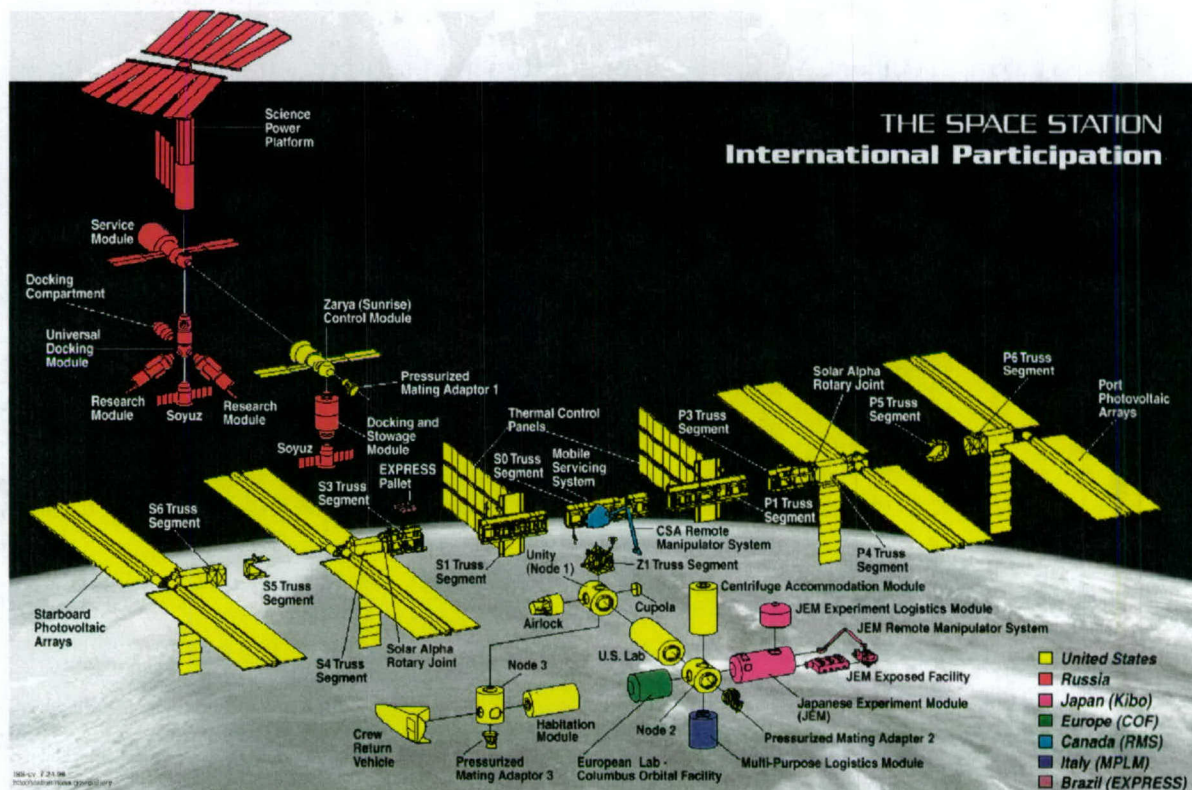 THE SPACE STATION
International Participation
Science
Power
Platform
Service
Module
Docking
Compartment
Universal
Docking
Module
Research
Module
Soyuz
Research
Module
Zarya (Sunrise)
Control Module
Pressurized
Mating Adaptor 1
Docking and
Stowage
Module
Soyuz
EXPRESS
Pallet
Thermal Control
Panels
S0 Truss
Segment
Mobile
Servicing
System
P3 Truss
Segment
Solar Alpha
Rotary Joint
P5 Truss
Segment
P6 Truss
Segment
Port
Photovoltaic
Arrays
S6 Truss
Segment
S3 Truss
Segment
S5 Truss
Segment
Starboard
Photovoltaic
Arrays
S4 Truss
Segment
Solar Alpha
Rotary Joint
S1 Truss
Segment
Unity
(Node 1)
CSA Remote
Manipulator System
Z1 Truss Segment
P1 Truss
Segment
P4 Truss
Segment
Airlock
Cupola
Centrifuge Accommodation Module
U.S. Lab
JEM Experiment Logistics Module
JEM Remote Manipulator System
JEM Exposed Facility
Japanese Experiment Module
(JEM)
Node 3
Habitation
Module
Crew
Return
Vehicle
Pressurized
Mating Adaptor 3
Node 2
European Lab -
Columbus Orbital Facility
Pressurized Mating Adapter 2
Multi-Purpose Logistics Module
United States
Russia
Japan (Kibo)
Europe (COF)
Canada (RMS)
Italy (MPLM)
Brazil (EXPRESS)